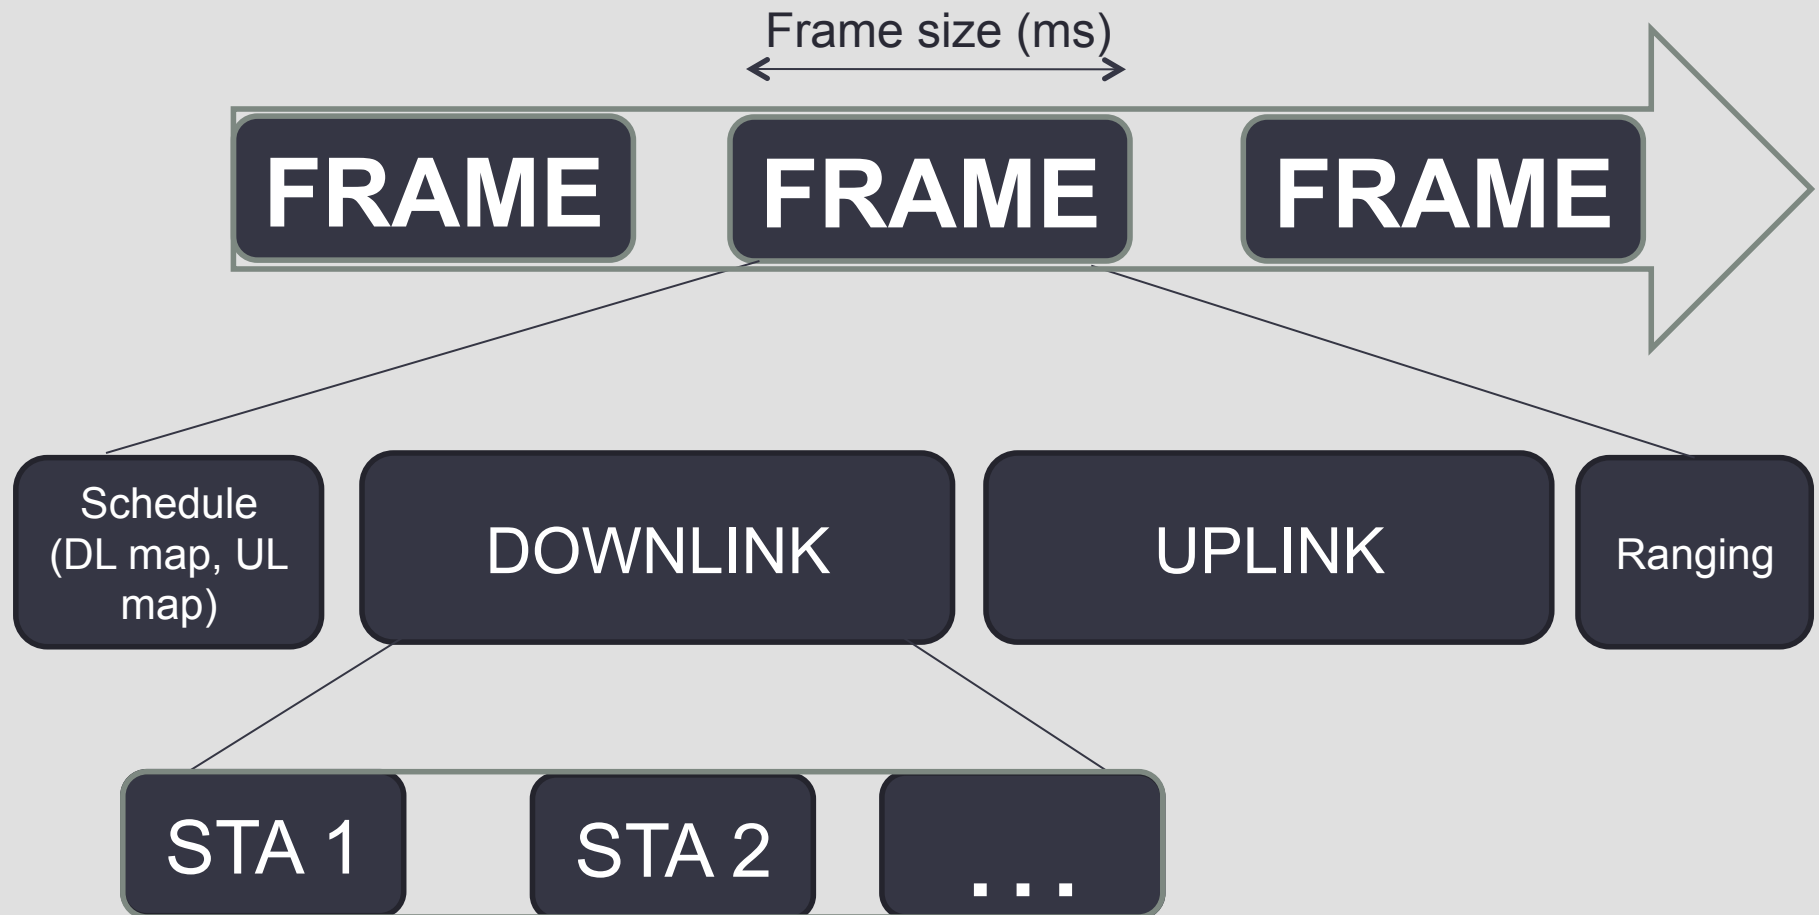 Frame size (ms)
FRAME
FRAME
FRAME
Schedule
(DL map, UL
map)
DOWNLINK
UPLINK
Ranging
STA 1
STA 2
...